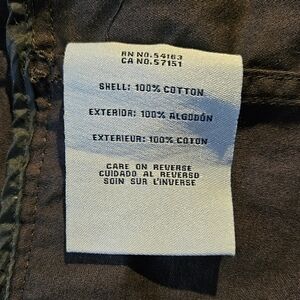 RN NO.54163
CA NO.57151
SHELL: 100% COTTON
EXTERIOR: 100% ALGODÓN
EXTERIEUR: 100% COTON
CARE ON REVERSE
CUIDADO AL REVERSO
SOIN SUR L'INVERSE